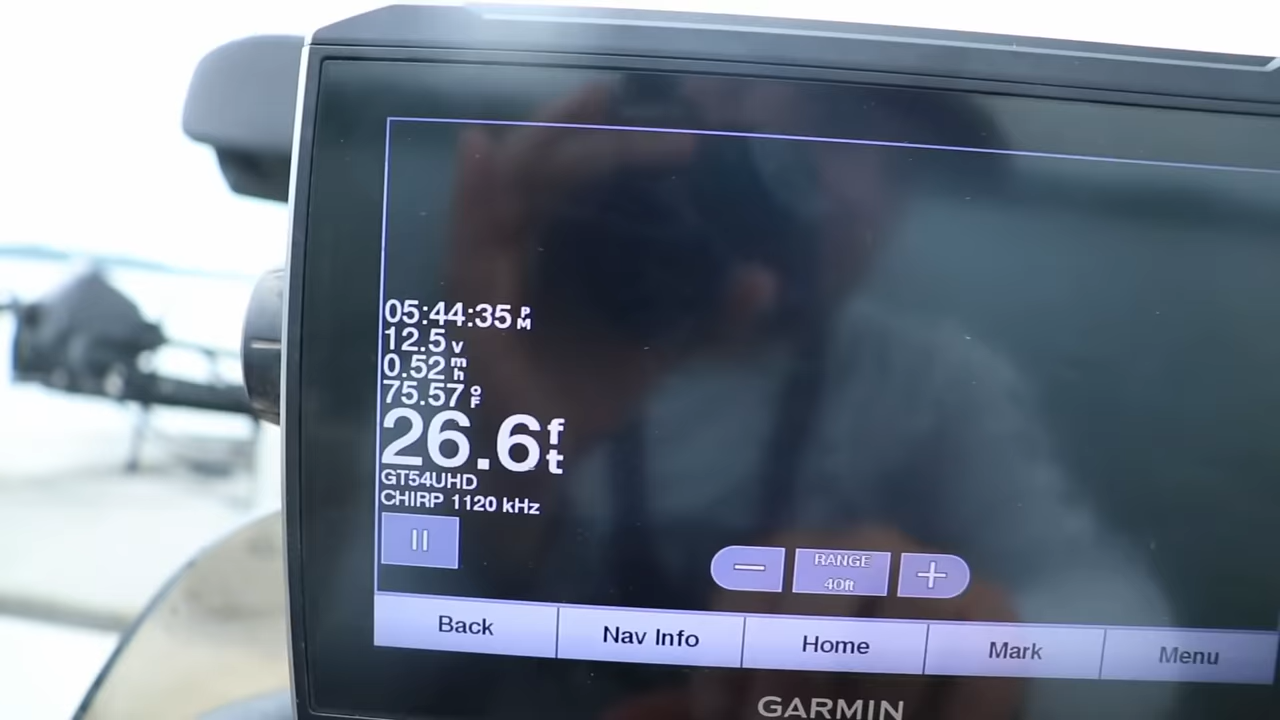 05:44:35 PM
12.5 v
0.52 mh
75.57 °F
26.6 ft
GT54UHD
CHIRP 1120 kHz
RANGE
40ft
Back Nav Info Home Mark Menu
GARMIN